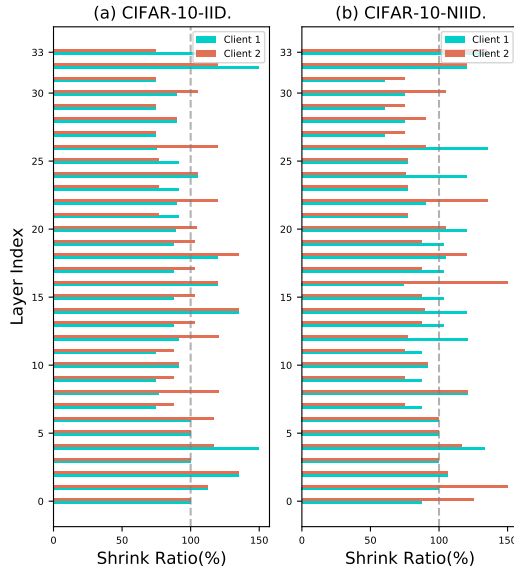 (a) CIFAR-10-IID.
(b) CIFAR-10-NIID.
Client 1
Client 2
Client 1
Client 2
33
30
25
20
15
10
5
0
33
30
25
20
15
10
5
0
Layer Index
0
50
100
150
0
50
100
150
Shrink Ratio(%)
Shrink Ratio(%)